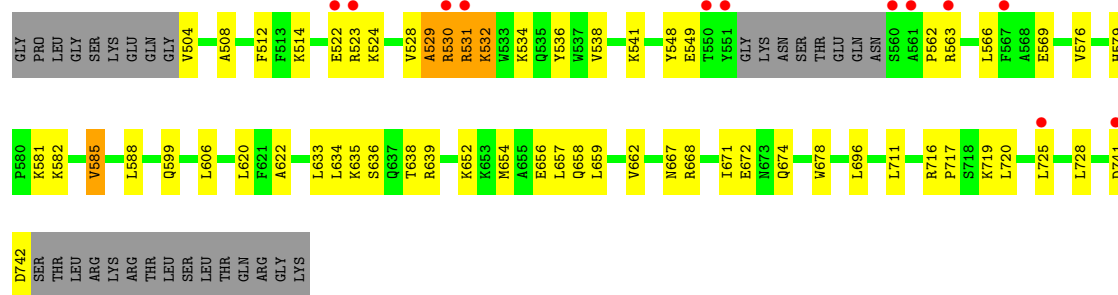 GLY PRO LEU GLY SER LYS GLU GLN GLY V504 A508 F512 F513 K514 E522 R523 K524 V528 A529 R530 R531 K532 W533 K534 Q535 Y536 W537 V538 K541 Y548 E549 T550 Y551 GLY LYS ASN SER THR GLU GLN ASN S560 A561 P562 R563 L566 F567 A568 E569 V576 H579
P580 K581 K582 V585 L588 Q599 L606 L620 F621 A622 L633 L634 K635 S636 Q637 T638 R639 K652 K653 M654 A655 E656 L657 Q658 L659 V662 N667 R668 I671 E672 N673 Q674 W678 L696 L711 R716 P717 S718 K719 L720 L725 L728 D741
D742 SER THR LEU ARG LYS ARG THR LEU SER LEU THR GLN ARG GLY LYS